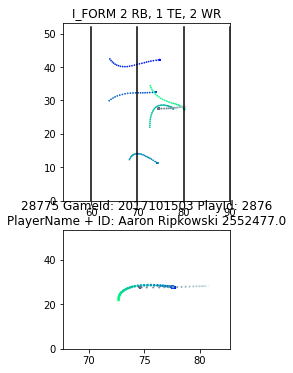 I_FORM 2 RB, 1 TE, 2 WR
50
40
30
20
10
0
60 70 80 90
28775 GameId: 2017101503 PlayId: 2876
PlayerName + ID: Aaron Ripkowski 2552477.0
40
20
0
70 75 80